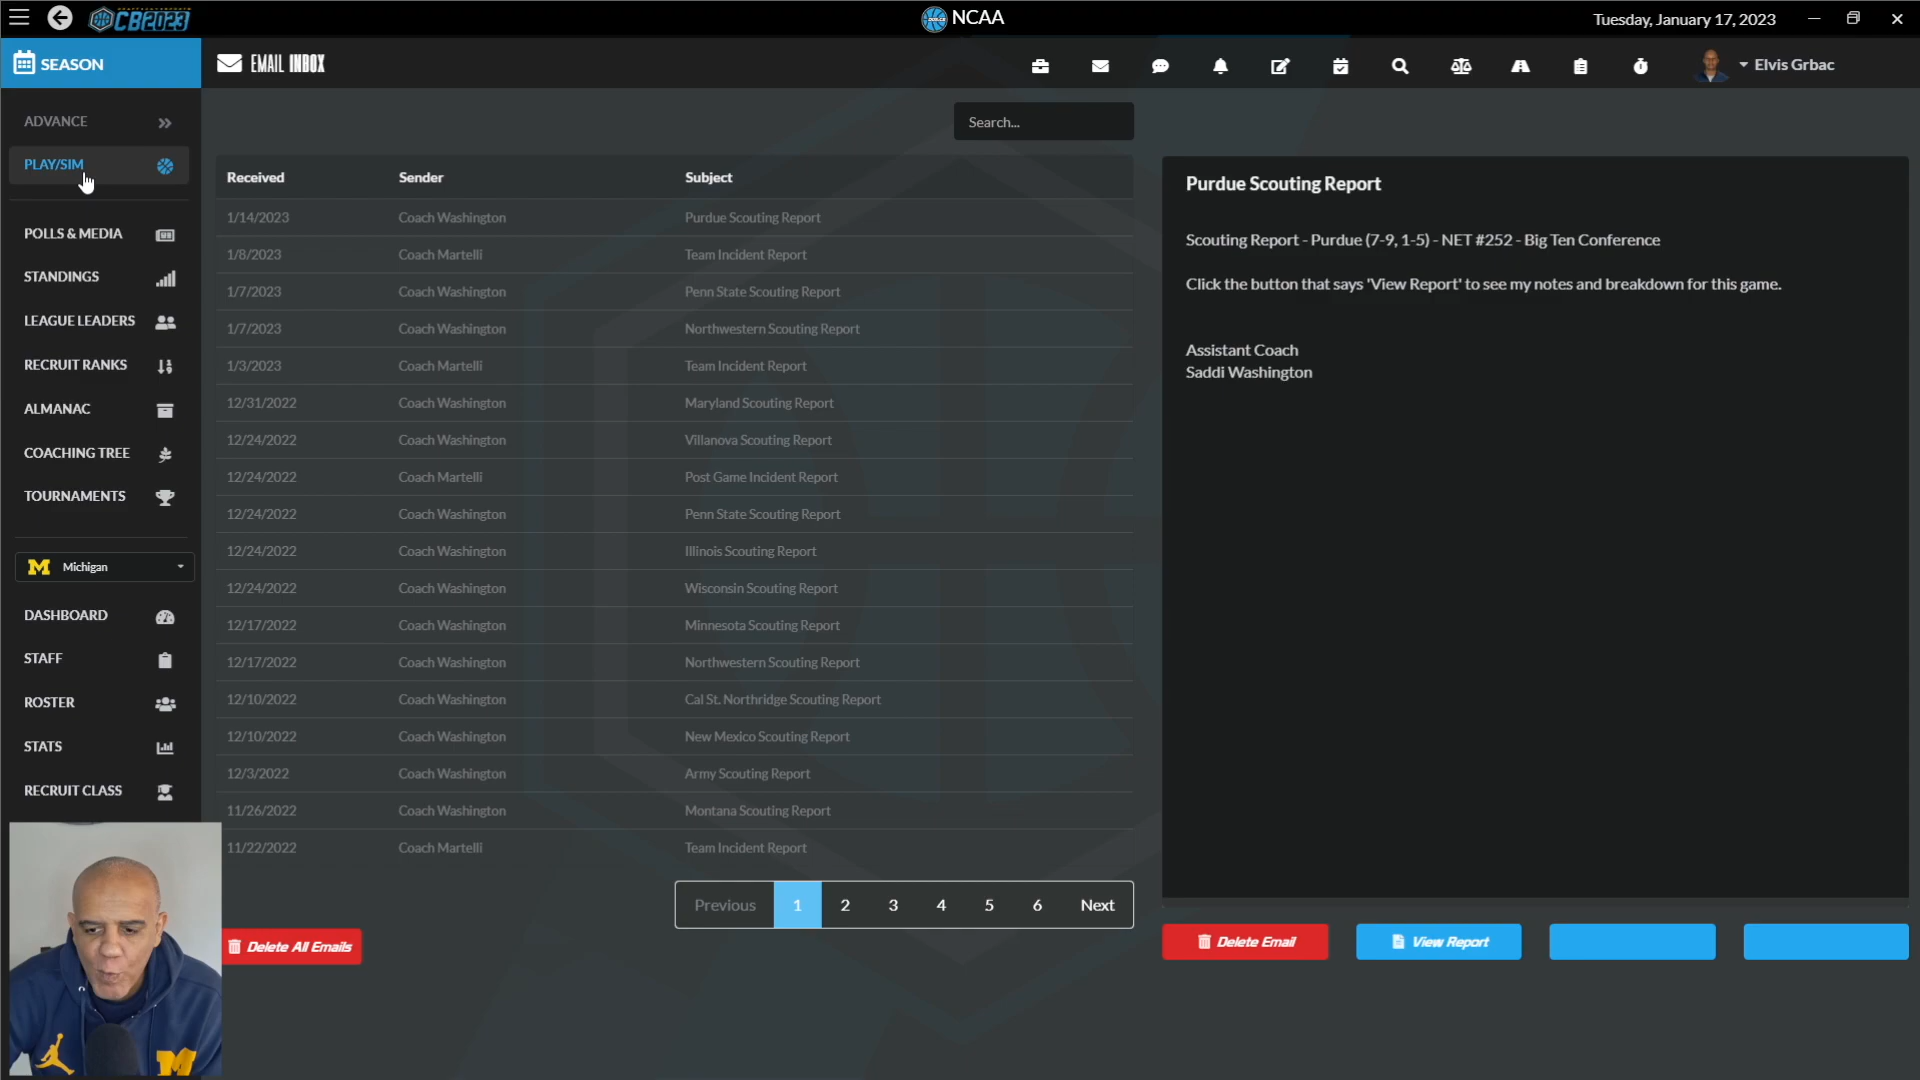 CB2023
NCAA
Tuesday, January 17, 2023
SEASON
EMAIL INBOX
Elvis Grbac
ADVANCE
PLAY/SIM
POLLS & MEDIA
STANDINGS
LEAGUE LEADERS
RECRUIT RANKS
ALMANAC
COACHING TREE
TOURNAMENTS
Michigan
DASHBOARD
STAFF
ROSTER
STATS
RECRUIT CLASS
Search...
Received Sender Subject
1/14/2023 Coach Washington Purdue Scouting Report
1/8/2023 Coach Martelli Team Incident Report
1/7/2023 Coach Washington Penn State Scouting Report
1/7/2023 Coach Washington Northwestern Scouting Report
1/3/2023 Coach Martelli Team Incident Report
12/31/2022 Coach Washington Maryland Scouting Report
12/24/2022 Coach Washington Villanova Scouting Report
12/24/2022 Coach Martelli Post Game Incident Report
12/24/2022 Coach Washington Penn State Scouting Report
12/24/2022 Coach Washington Illinois Scouting Report
12/24/2022 Coach Washington Wisconsin Scouting Report
12/17/2022 Coach Washington Minnesota Scouting Report
12/17/2022 Coach Washington Northwestern Scouting Report
12/10/2022 Coach Washington Cal St. Northridge Scouting Report
12/10/2022 Coach Washington New Mexico Scouting Report
12/3/2022 Coach Washington Army Scouting Report
11/26/2022 Coach Washington Montana Scouting Report
11/22/2022 Coach Martelli Team Incident Report
Previous 1 2 3 4 5 6 Next
Delete All Emails
Purdue Scouting Report
Scouting Report - Purdue (7-9, 1-5) - NET #252 - Big Ten Conference
Click the button that says 'View Report' to see my notes and breakdown for this game.
Assistant Coach
Saddi Washington
Delete Email
View Report